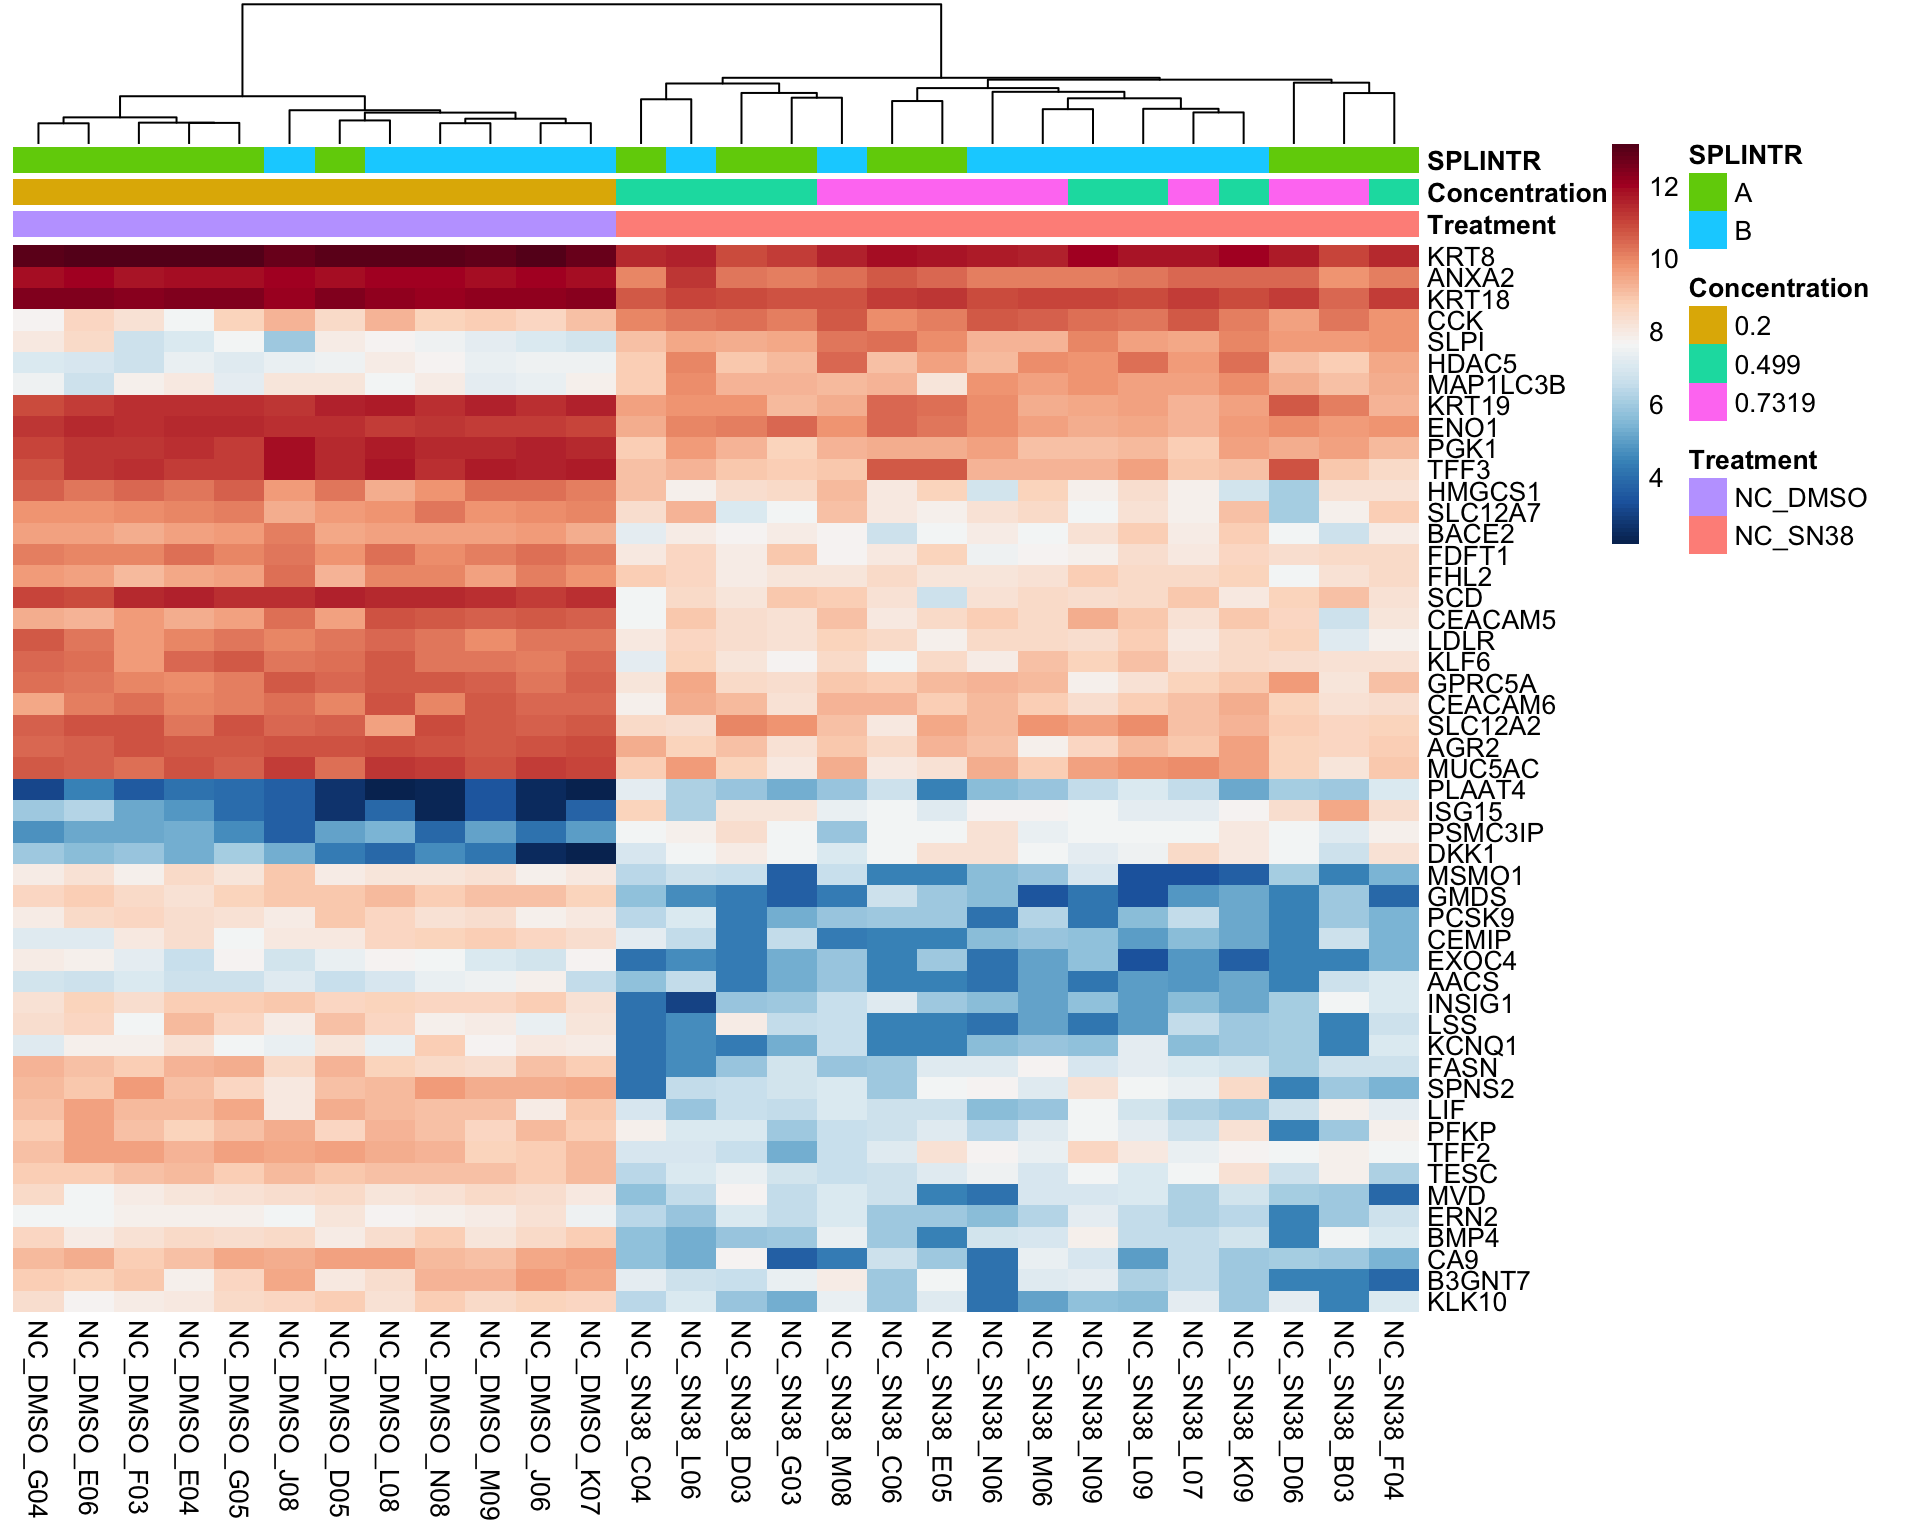 SPLINTR
Concentration
Treatment
KRT8
ANXA2
KRT18
CCK
SLPI
HDAC5
MAP1LC3B
KRT19
ENO1
PGK1
TFF3
HMGCS1
SLC12A7
BACE2
FDFT1
FHL2
SCD
CEACAM5
LDLR
KLF6
GPRC5A
CEACAM6
SLC12A2
AGR2
MUC5AC
PLAAT4
ISG15
PSMC3IP
DKK1
MSMO1
GMDS
PCSK9
CEMIP
EXOC4
AACS
INSIG1
LSS
KCNQ1
FASN
SPNS2
LIF
PFKP
TFF2
TESC
MVD
ERN2
BMP4
CA9
B3GNT7
KLK10
NC_DMSO_G04
NC_DMSO_E06
NC_DMSO_F03
NC_DMSO_E04
NC_DMSO_G05
NC_DMSO_J08
NC_DMSO_D05
NC_DMSO_L08
NC_DMSO_N08
NC_DMSO_M09
NC_DMSO_J06
NC_DMSO_K07
NC_SN38_C04
NC_SN38_L06
NC_SN38_D03
NC_SN38_G03
NC_SN38_M08
NC_SN38_C06
NC_SN38_E05
NC_SN38_N06
NC_SN38_M06
NC_SN38_N09
NC_SN38_L09
NC_SN38_L07
NC_SN38_K09
NC_SN38_D06
NC_SN38_B03
NC_SN38_F04
12
10
8
6
4
SPLINTR
A
B
Concentration
0.2
0.499
0.7319
Treatment
NC_DMSO
NC_SN38